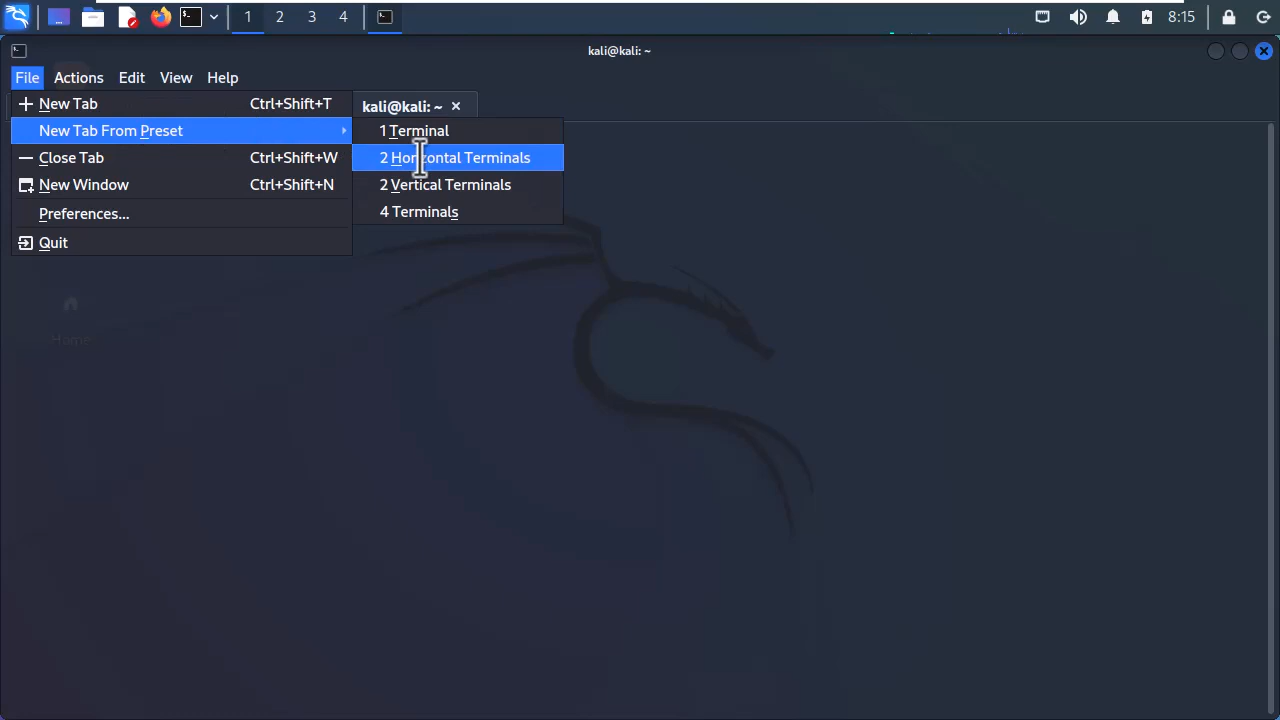 1 2 3 4
8:15
kali@kali: ~
File Actions Edit View Help
kali@kali: ~
New Tab Ctrl+Shift+T
New Tab From Preset
Close Tab Ctrl+Shift+W
New Window Ctrl+Shift+N
Preferences...
Quit
1 Terminal
2 Horizontal Terminals
2 Vertical Terminals
4 Terminals
Home